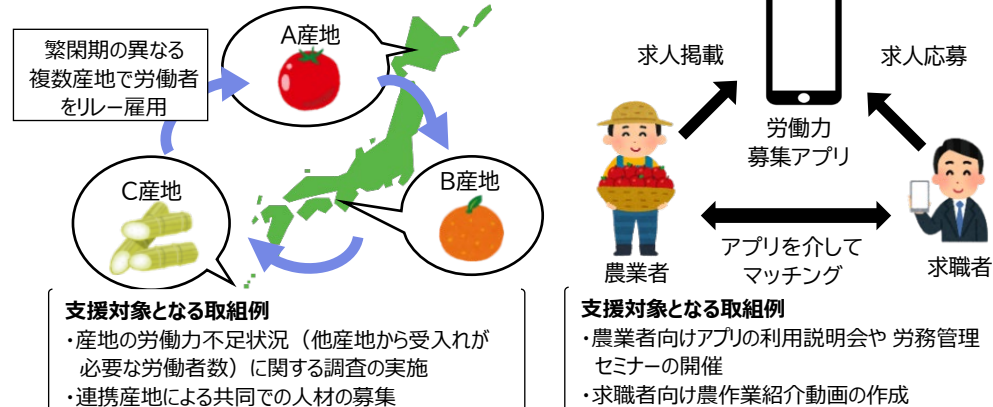 繁閑期の異なる
複数産地で労働者
をリレー雇用
A産地
B産地
C産地
支援対象となる取組例
・産地の労働力不足状況（他産地から受入れが
必要な労働者数）に関する調査の実施
・連携産地による共同での人材の募集
求人掲載
求人応募
労働力
募集アプリ
アプリを介して
マッチング
農業者
求職者
支援対象となる取組例
・農業者向けアプリの利用説明会や 労務管理
セミナーの開催
・求職者向け農作業紹介動画の作成